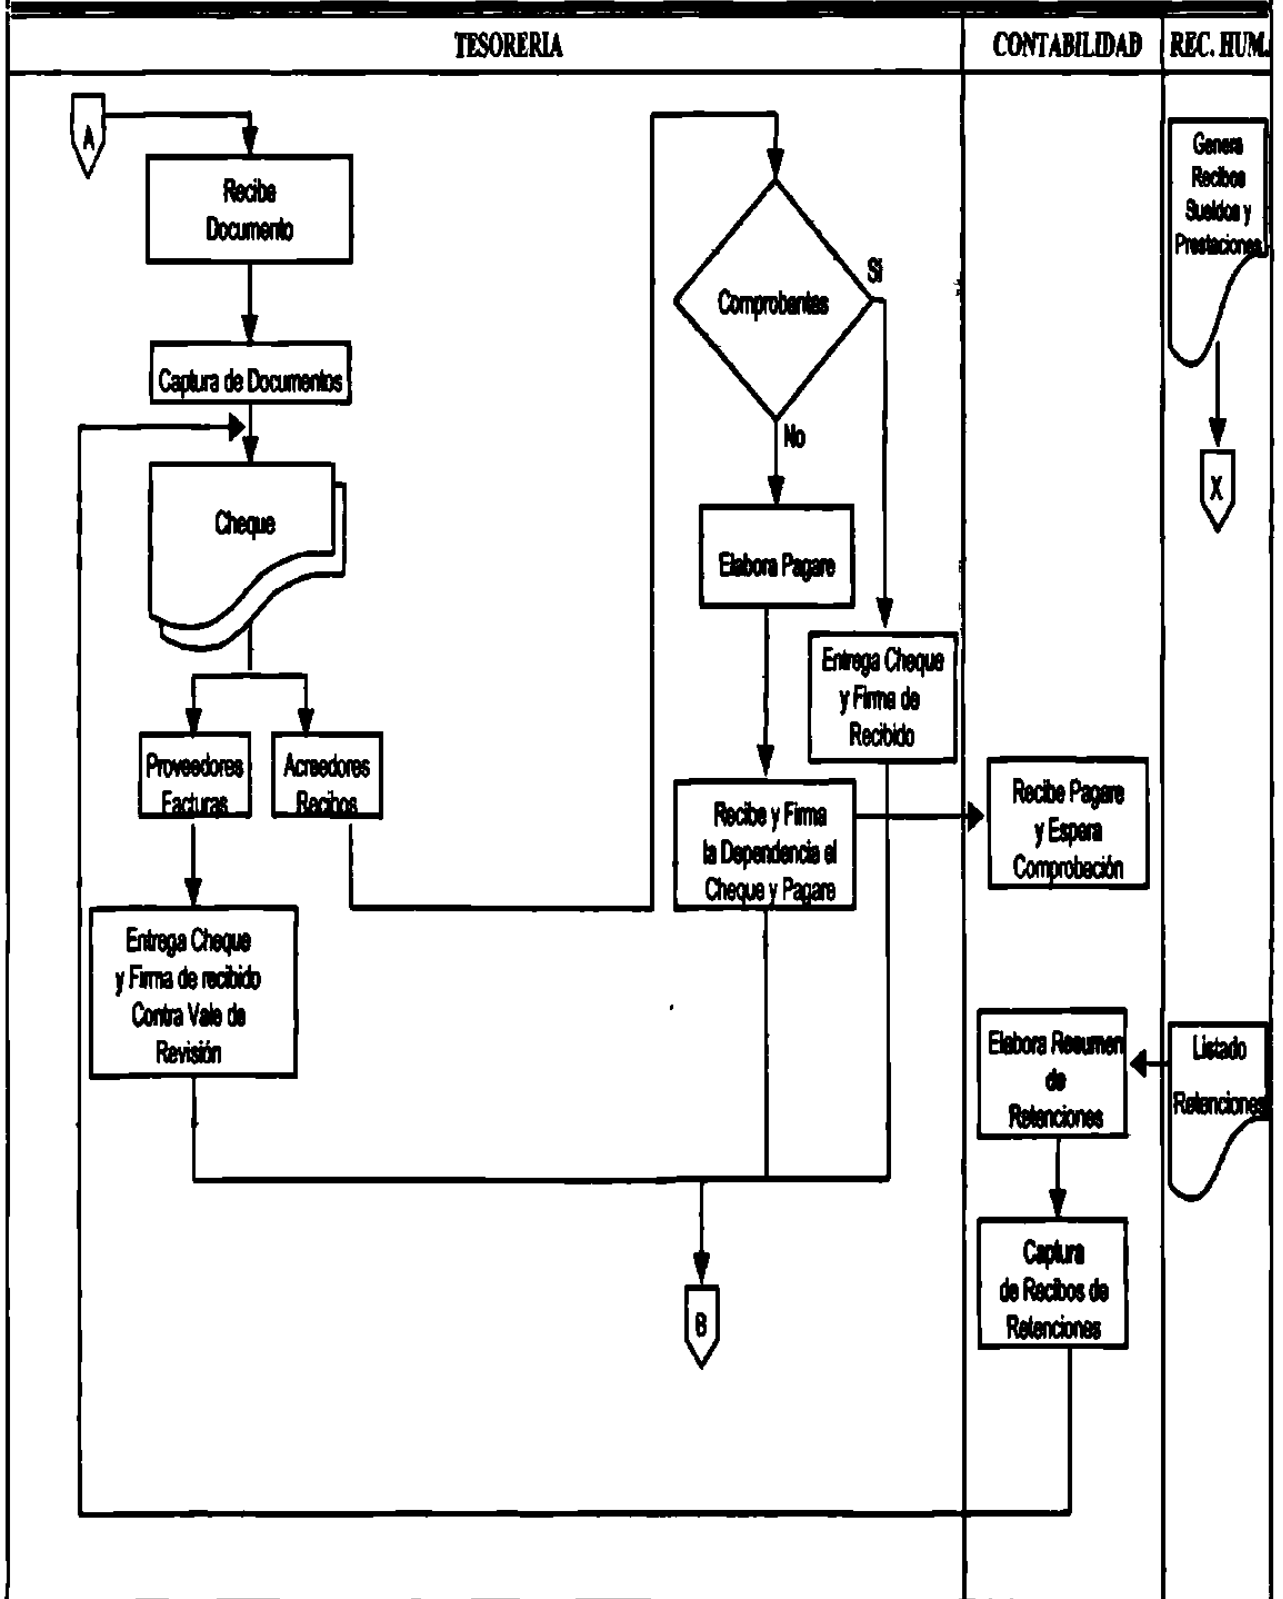 TESORERIA
CONTABILIDAD
REC. HUM.
A
Recibe
Documento
Captura de Documentos
Cheque
Proveedores
Facturas
Acreedores
Recibos
Entrega Cheque
y Firma de recibido
Contra Vale de
Revisión
Comprobantes
Si
No
Elabora Pagare
Entrega Cheque
y Firma de
Recibido
Recibe y Firma
la Dependencia el
Cheque y Pagare
B
Recibe Pagare
y Espera
Comprobación
Elabora Resumen
de
Retenciones
Captura
de Recibos de
Retenciones
Genera
Recibos
Sueldos y
Prestaciones
X
Listado
Retenciones